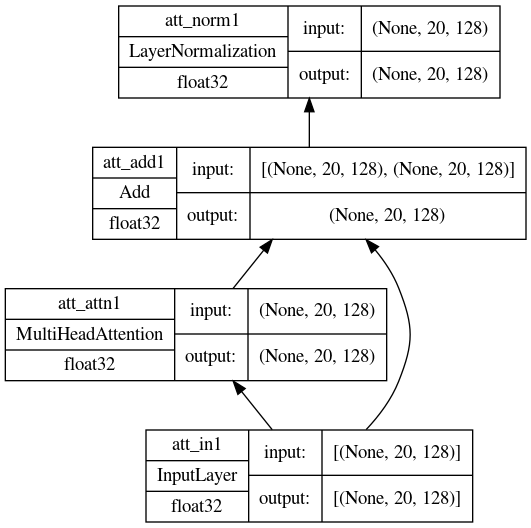 att_norm1
LayerNormalization
float32
input:
(None, 20, 128)
output:
(None, 20, 128)
att_add1
Add
float32
input:
[(None, 20, 128), (None, 20, 128)]
output:
(None, 20, 128)
att_attn1
MultiHeadAttention
float32
input:
(None, 20, 128)
output:
(None, 20, 128)
att_in1
InputLayer
float32
input:
[(None, 20, 128)]
output:
[(None, 20, 128)]